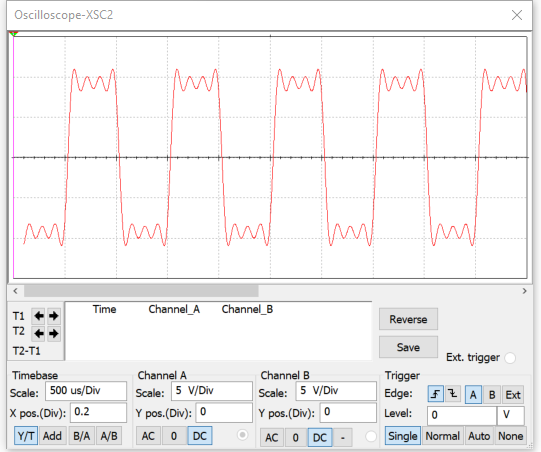 Oscilloscope-XSC2
Time Channel_A Channel_B
T1
T2
T2-T1
Reverse
Save
Ext. trigger
Timebase
Scale: 500 us/Div
X pos.(Div): 0.2
Y/T Add B/A A/B
Channel A
Scale: 5 V/Div
Y pos.(Div): 0
AC 0 DC
Channel B
Scale: 5 V/Div
Y pos.(Div): 0
AC 0 DC -
Trigger
Edge: A B Ext
Level: 0 V
Single Normal Auto None